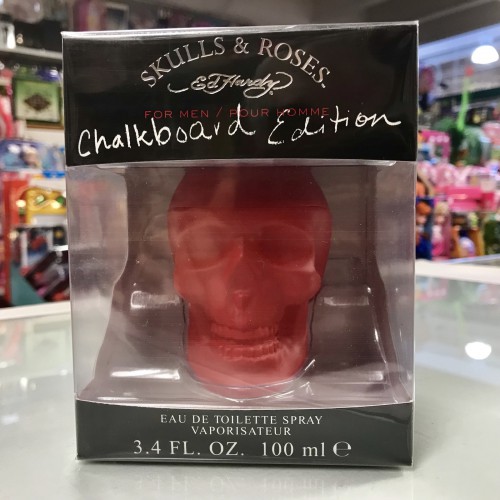 SKULLS & ROSES
Ed Hardy
FOR MEN / POUR HOMME
Chalkboard Edition
EAU DE TOILETTE SPRAY
VAPORISATEUR
3.4 FL. OZ. 100 ml ℮